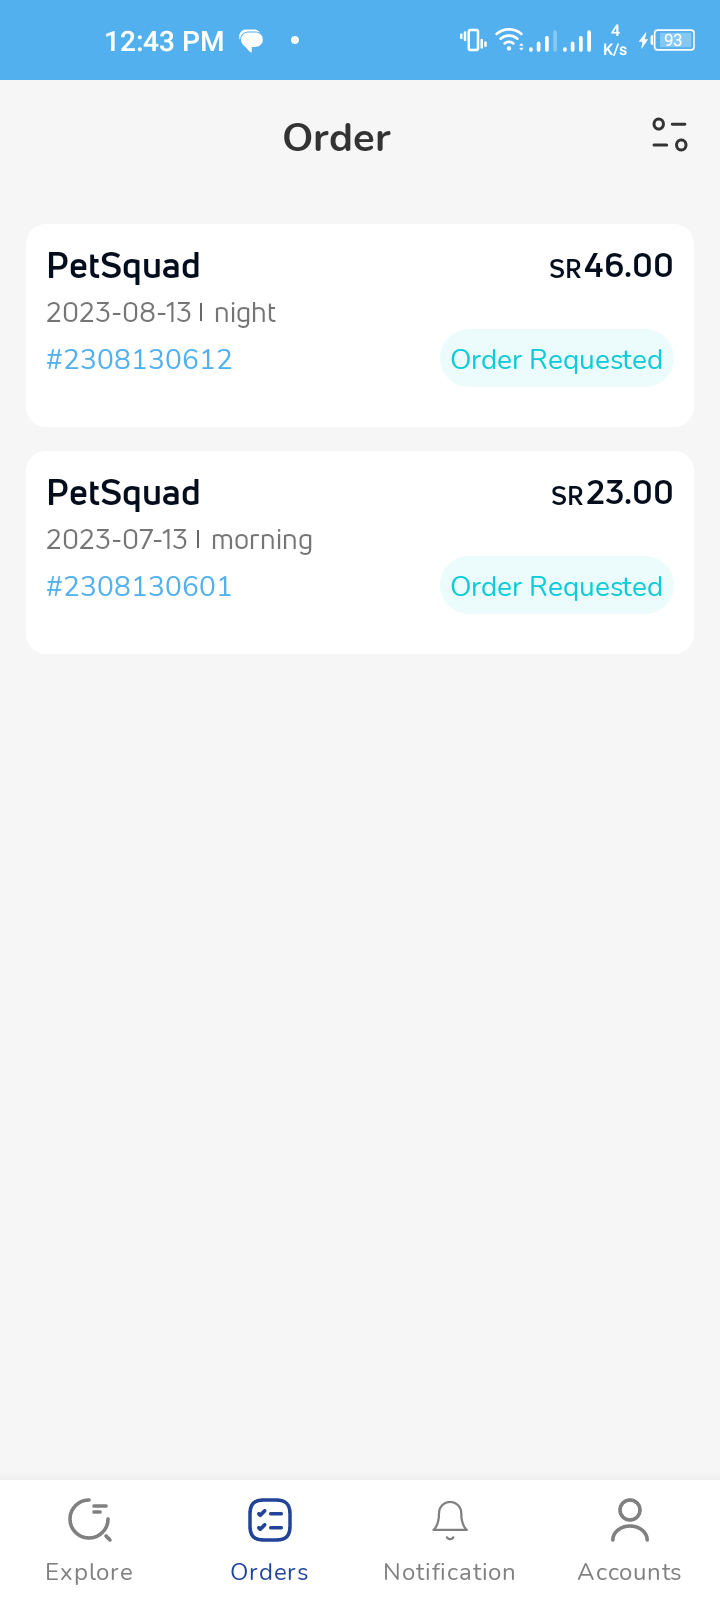 12:43 PM
4
K/s
93
Order
PetSquad
SR46.00
2023-08-13 | night
#2308130612
Order Requested
PetSquad
SR23.00
2023-07-13 | morning
#2308130601
Order Requested
Explore
Orders
Notification
Accounts